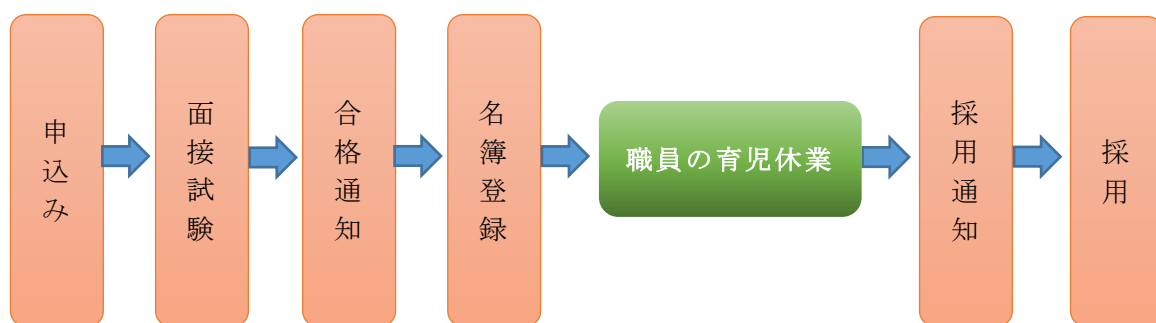 申込み
面接試験
合格通知
名簿登録
職員の育児休業
採用通知
採用